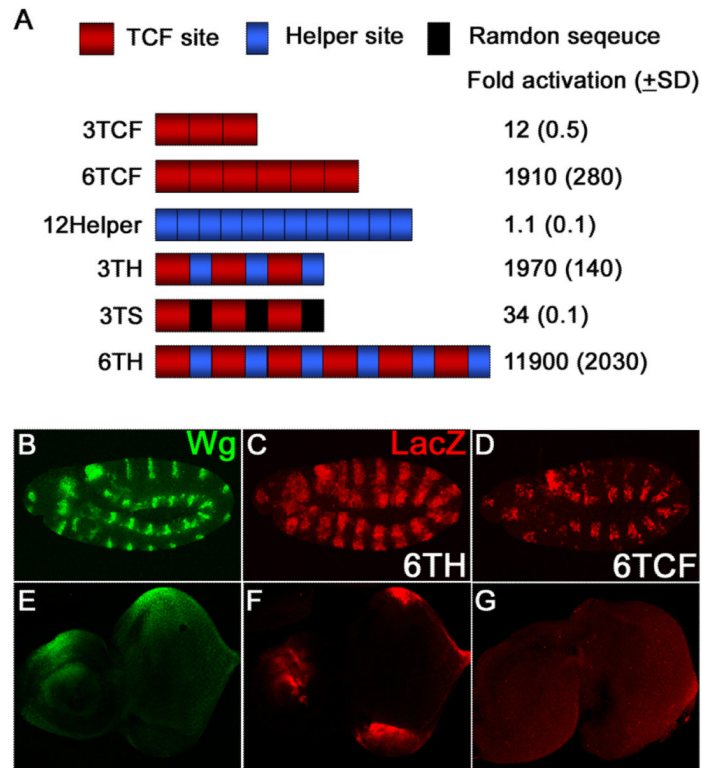 A
TCF site
Helper site
Ramdon seqeuce
Fold activation (±SD)
3TCF 12 (0.5)
6TCF 1910 (280)
12Helper 1.1 (0.1)
3TH 1970 (140)
3TS 34 (0.1)
6TH 11900 (2030)
B Wg
C LacZ 6TH
D 6TCF
E
F
G